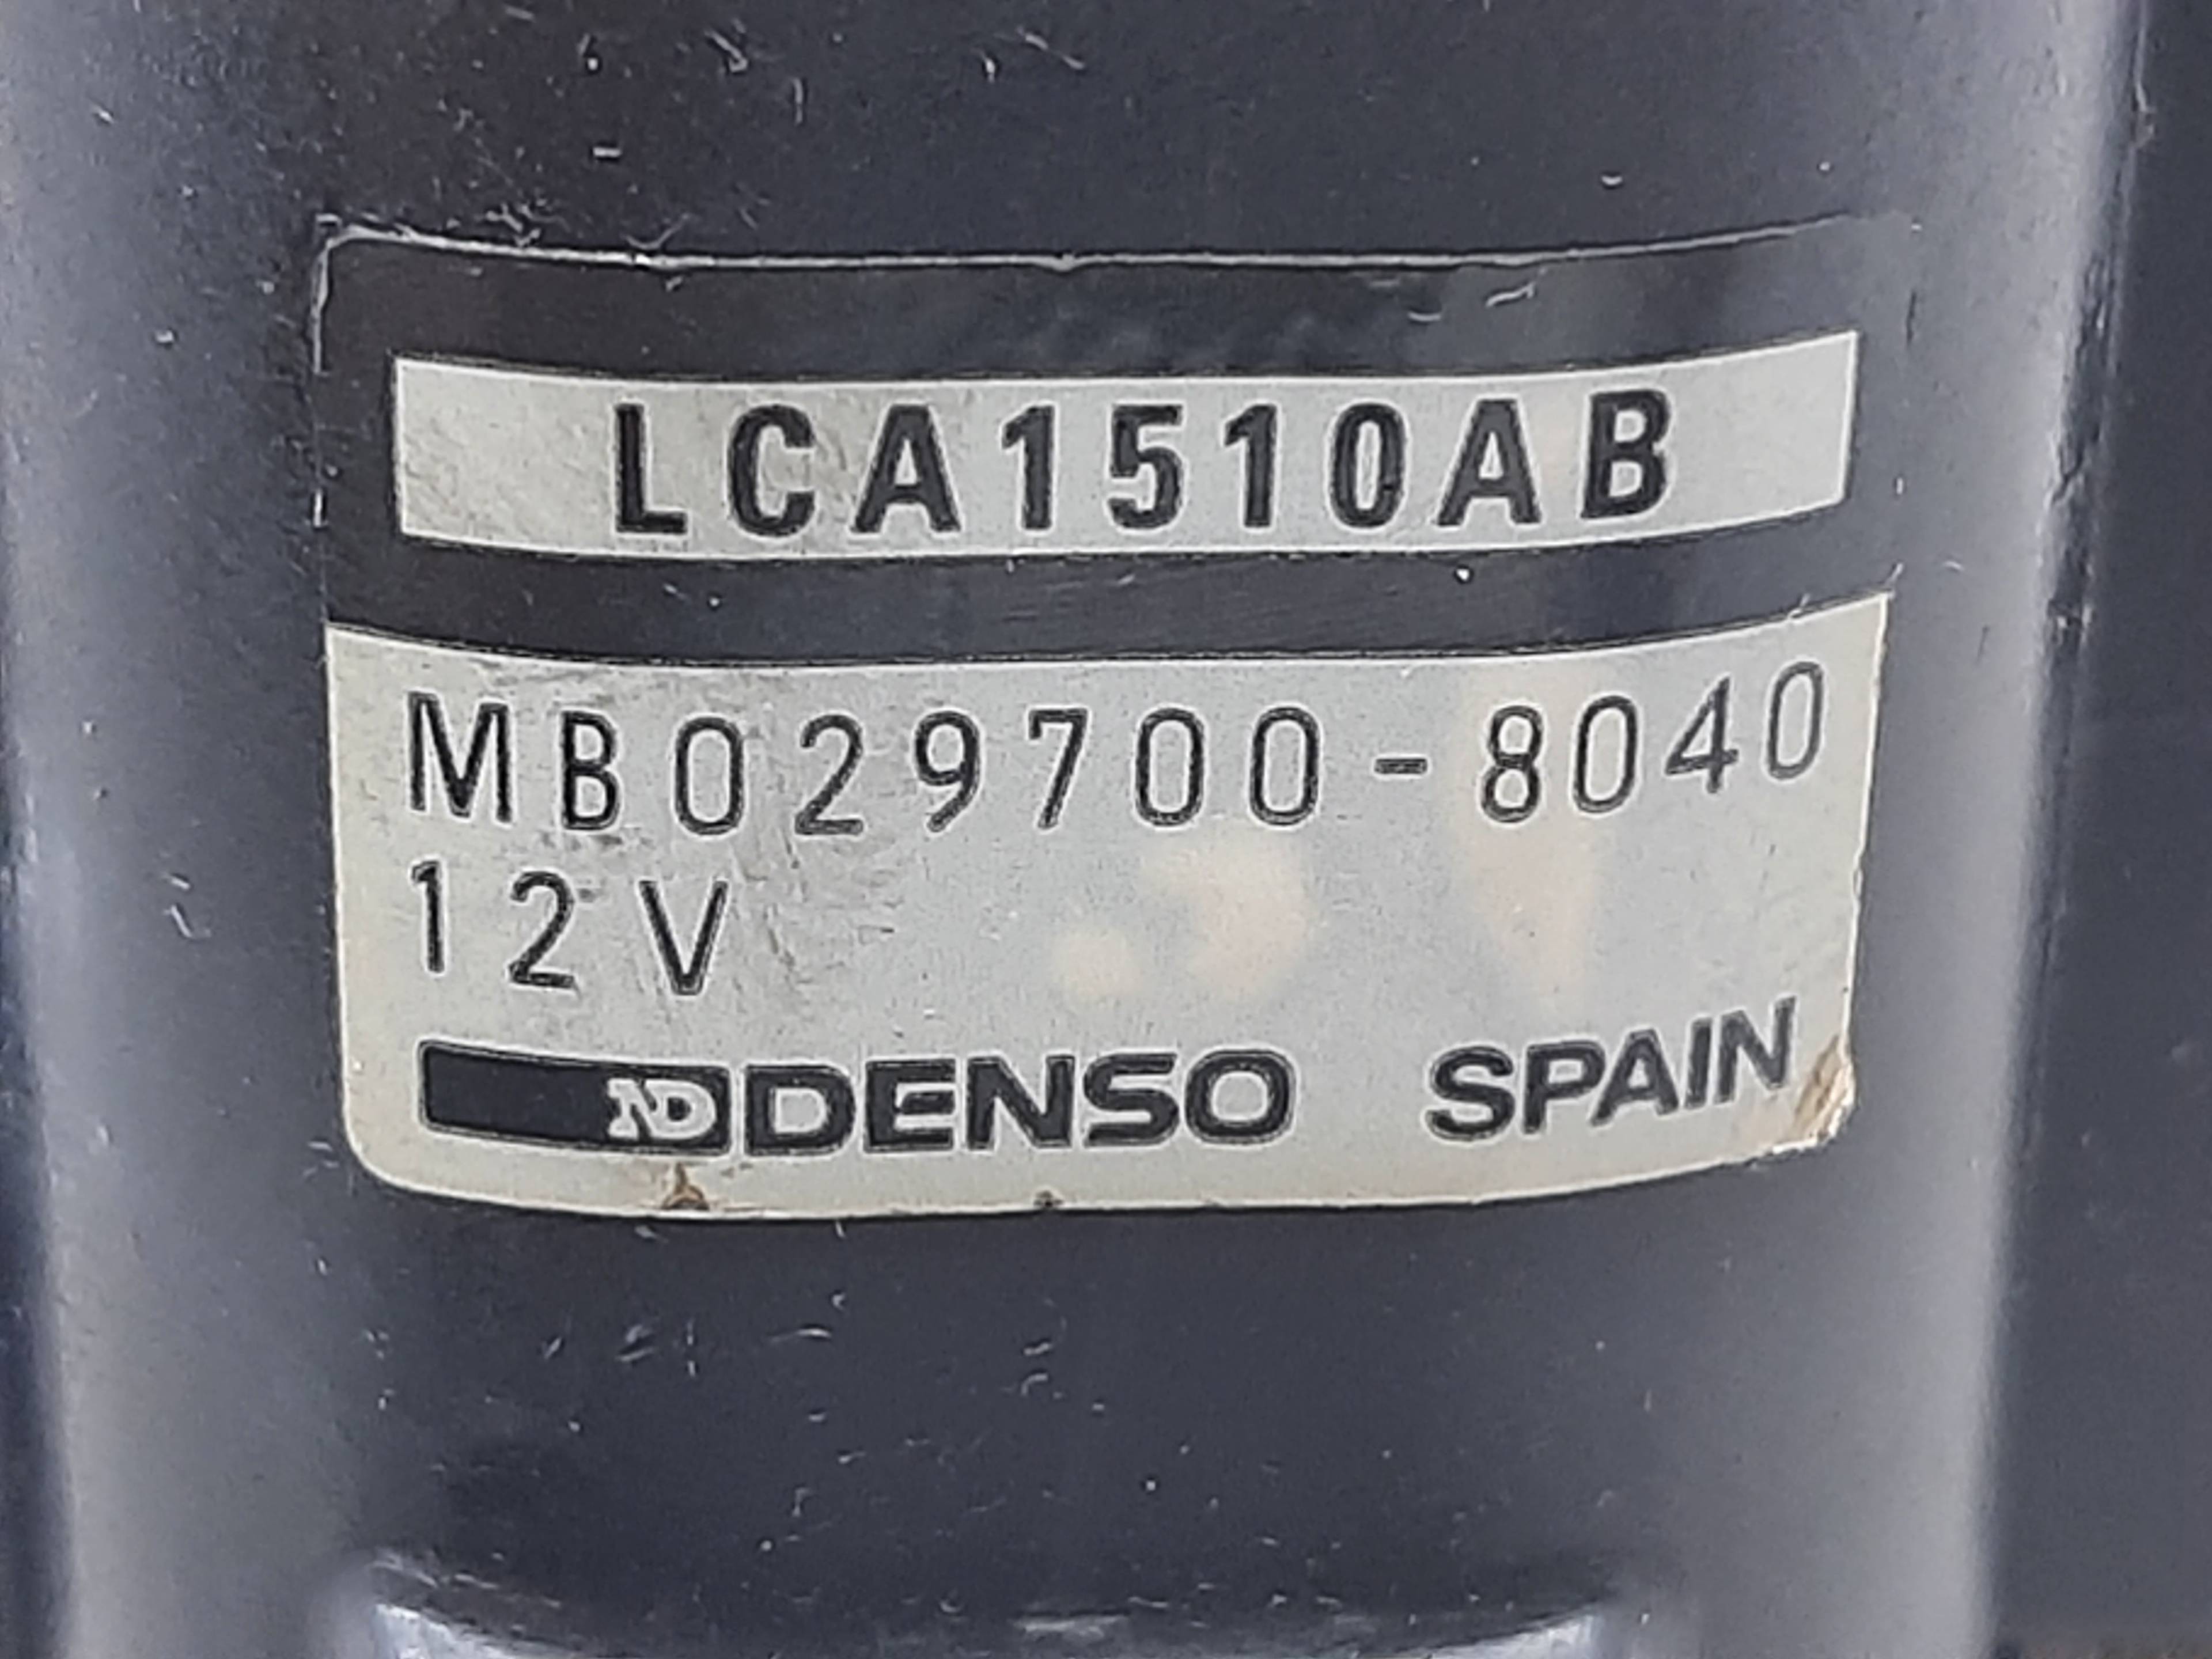 LCA1510AB
MB029700-8040
12V
ND DENSO SPAIN